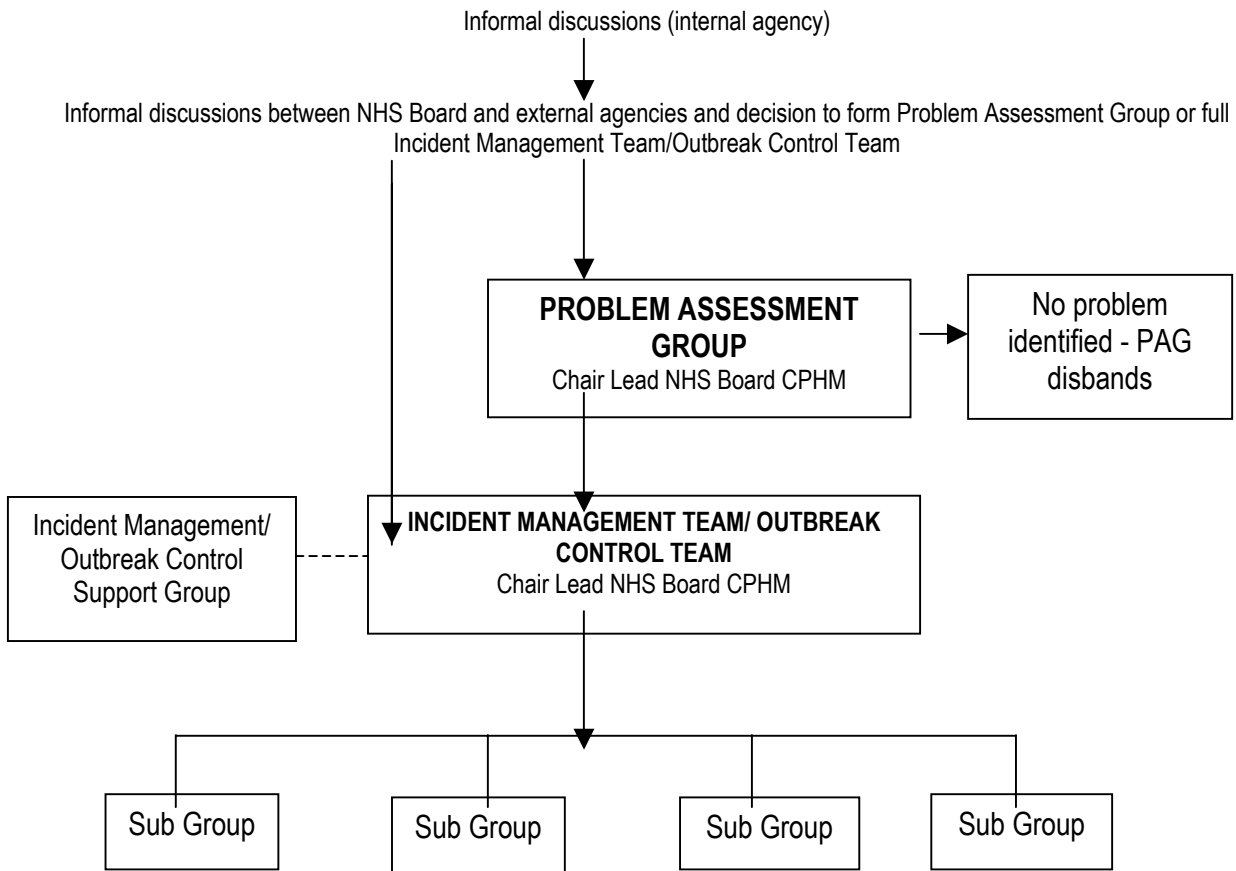 Informal discussions (internal agency)
Informal discussions between NHS Board and external agencies and decision to form Problem Assessment Group or full
Incident Management Team/Outbreak Control Team
PROBLEM ASSESSMENT
GROUP
Chair Lead NHS Board CPHM
No problem
identified - PAG
disbands
Incident Management/
Outbreak Control
Support Group
INCIDENT MANAGEMENT TEAM/ OUTBREAK
CONTROL TEAM
Chair Lead NHS Board CPHM
Sub Group
Sub Group
Sub Group
Sub Group